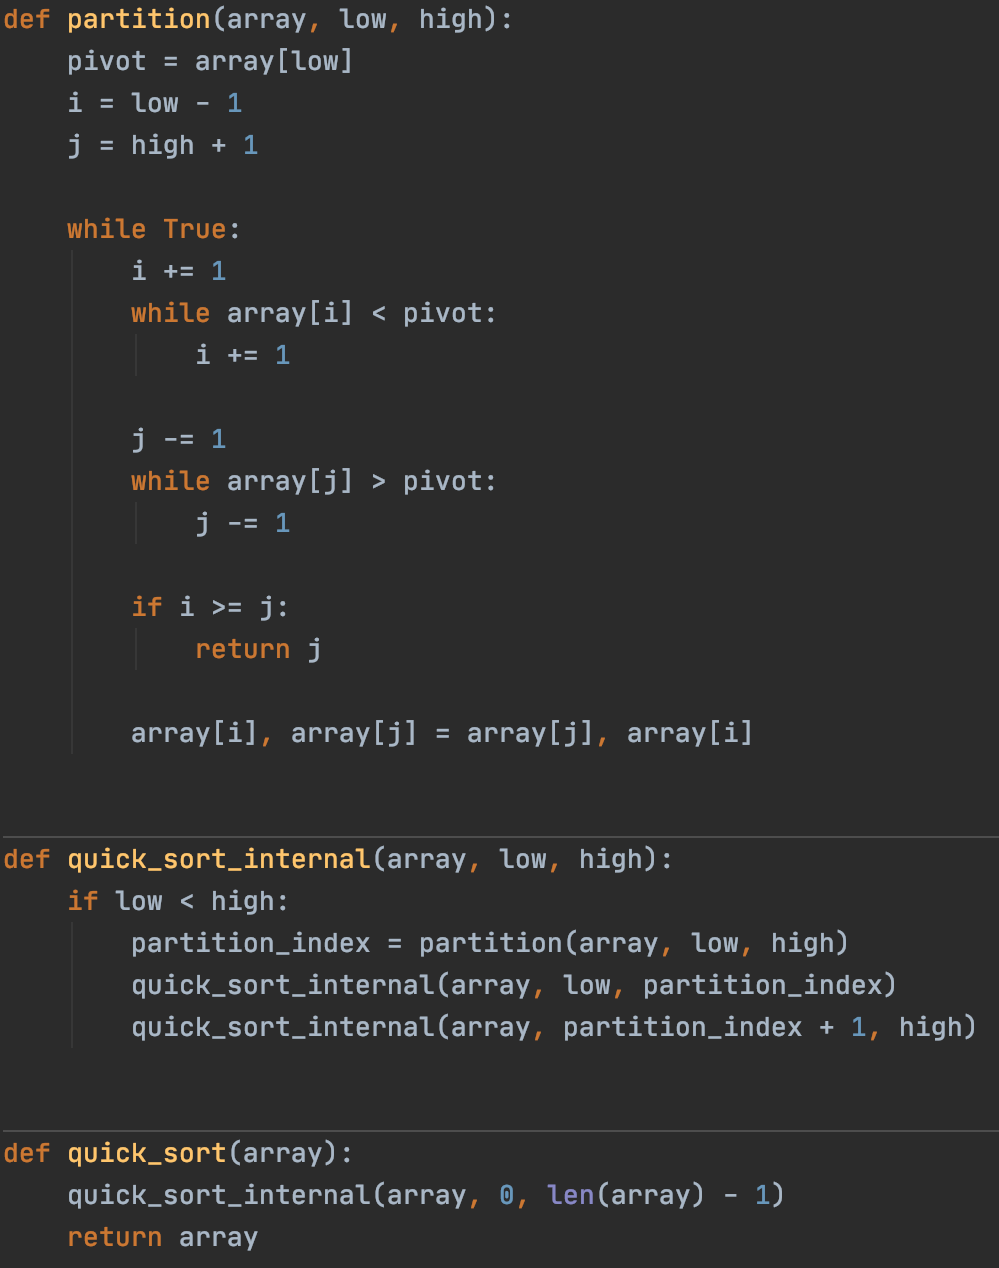 def partition(array, low, high):
    pivot = array[low]
    i = low - 1
    j = high + 1
    while True:
        i += 1
        while array[i] < pivot:
            i += 1
        j -= 1
        while array[j] > pivot:
            j -= 1
        if i >= j:
            return j
        array[i], array[j] = array[j], array[i]
def quick_sort_internal(array, low, high):
    if low < high:
        partition_index = partition(array, low, high)
        quick_sort_internal(array, low, partition_index)
        quick_sort_internal(array, partition_index + 1, high)
def quick_sort(array):
    quick_sort_internal(array, 0, len(array) - 1)
    return array